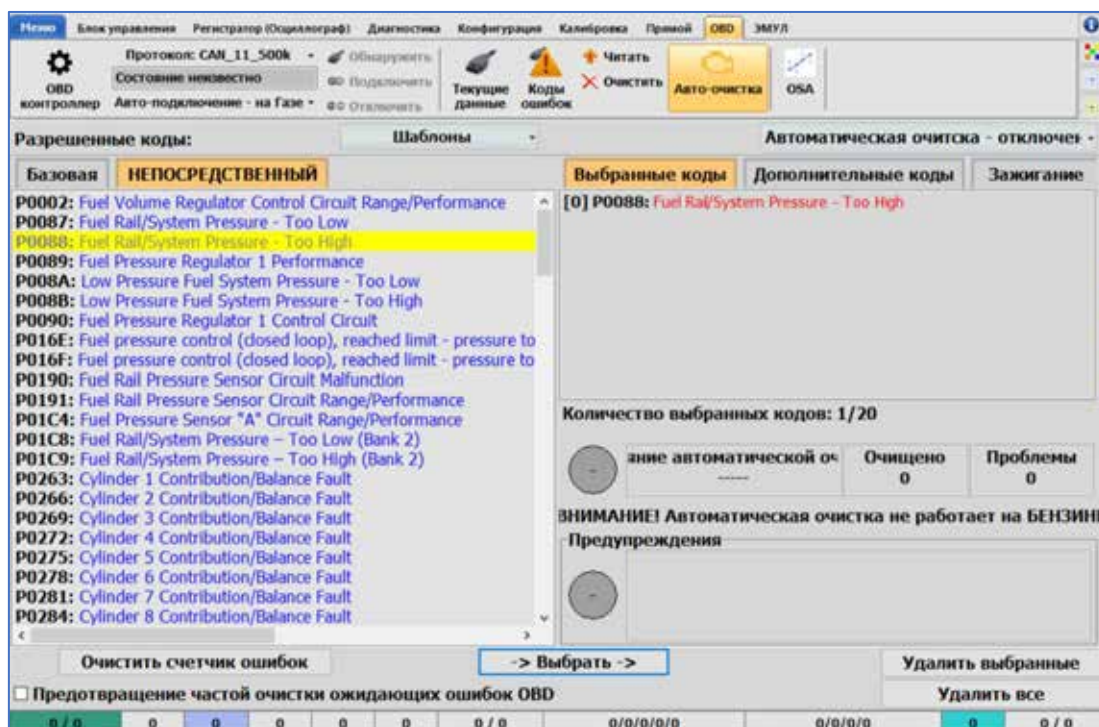 Меню Блок управления Регистратор (Осциллограф) Диагностика Конфигурация Калибровка Прямой OBD ЭМУЛ
OBD контроллер
Протокол: CAN_11_500k
Состояние неизвестно
Авто-подключение - на Газе
Обнаружить
Подключить
Отключить
Текущие данные
Коды ошибок
Читать
Очистить
Авто-очистка
OSA
Разрешенные коды:
Шаблоны
Автоматическая очитска - отключен
Базовая НЕПОСРЕДСТВЕННЫЙ
P0002: Fuel Volume Regulator Control Circuit Range/Performance
P0087: Fuel Rail/System Pressure - Too Low
P0088: Fuel Rail/System Pressure - Too High
P0089: Fuel Pressure Regulator 1 Performance
P008A: Low Pressure Fuel System Pressure - Too Low
P008B: Low Pressure Fuel System Pressure - Too High
P0090: Fuel Pressure Regulator 1 Control Circuit
P016E: Fuel pressure control (closed loop), reached limit - pressure to
P016F: Fuel pressure control (closed loop), reached limit - pressure to
P0190: Fuel Rail Pressure Sensor Circuit Malfunction
P0191: Fuel Rail Pressure Sensor Circuit Range/Performance
P01C4: Fuel Pressure Sensor "A" Circuit Range/Performance
P01C8: Fuel Rail/System Pressure – Too Low (Bank 2)
P01C9: Fuel Rail/System Pressure – Too High (Bank 2)
P0263: Cylinder 1 Contribution/Balance Fault
P0266: Cylinder 2 Contribution/Balance Fault
P0269: Cylinder 3 Contribution/Balance Fault
P0272: Cylinder 4 Contribution/Balance Fault
P0275: Cylinder 5 Contribution/Balance Fault
P0278: Cylinder 6 Contribution/Balance Fault
P0281: Cylinder 7 Contribution/Balance Fault
P0284: Cylinder 8 Contribution/Balance Fault
Выбранные коды Дополнительные коды Зажигание
[0] P0088: Fuel Rail/System Pressure - Too High
Количество выбранных кодов: 1/20
ание автоматической оч
-----
Очищено
0
Проблемы
0
ВНИМАНИЕ! Автоматическая очистка не работает на БЕНЗИН
Предупреждения
Очистить счетчик ошибок
-> Выбрать ->
Удалить выбранные
Предотвращение частой очистки ожидающих ошибок OBD
Удалить все
0 / 0 0 0 0 0 0 0 / 0 0/0/0/0/0 0/0/0/0 0 0 / 0